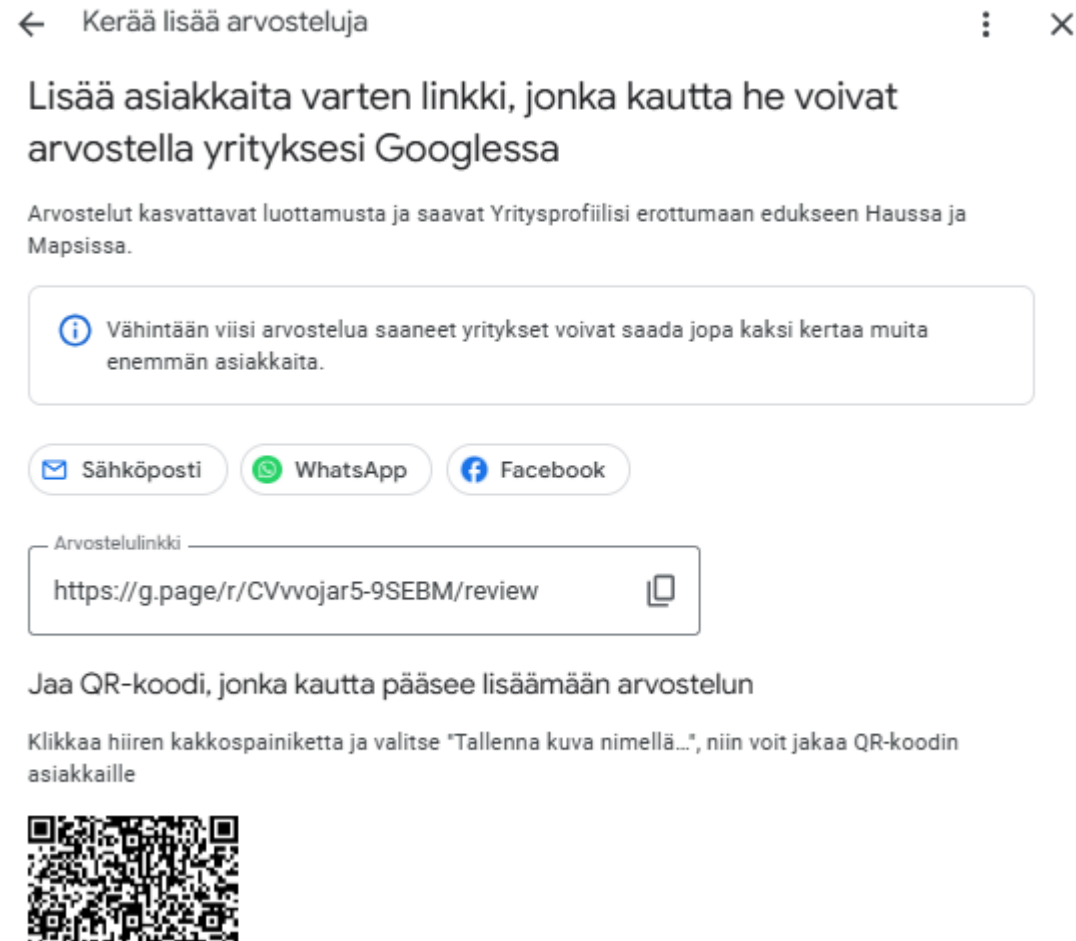 Kerää lisää arvosteluja
Lisää asiakkaita varten linkki, jonka kautta he voivat
arvostella yrityksesi Googlessa
Arvostelut kasvattavat luottamusta ja saavat Yritysprofiilisi erottumaan edukseen Haussa ja
Mapsissa.
Vähintään viisi arvostelua saaneet yritykset voivat saada jopa kaksi kertaa muita
enemmän asiakkaita.
Sähköposti WhatsApp Facebook
Arvostelulinkki
https://g.page/r/CVvvojar5-9SEBM/review
Jaa QR-koodi, jonka kautta pääsee lisäämään arvostelun
Klikkaa hiiren kakkospainiketta ja valitse "Tallenna kuva nimellä…", niin voit jakaa QR-koodin
asiakkaille